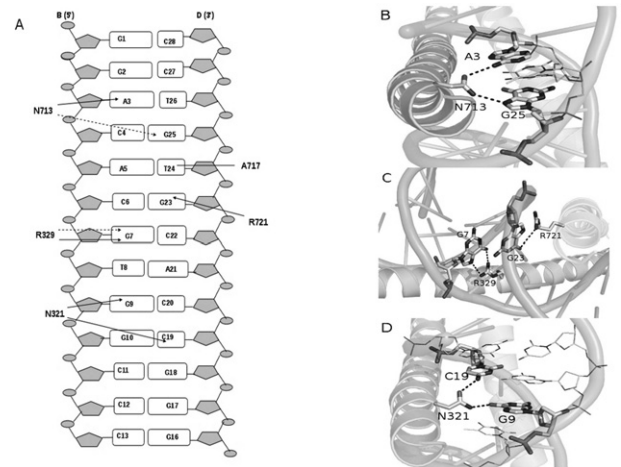 A
B (5')
D (3')
G1 C28
G2 C27
A3 T26
N713
C4 G25
A5 T24
A717
C6 G23
R721
R329
G7 C22
T8 A21
G9 C20
N321
G10 C19
C11 G18
C12 G17
C13 G16
B
A3
N713
G25
C
G7
R721
G23
R329
D
C19
N321
G9